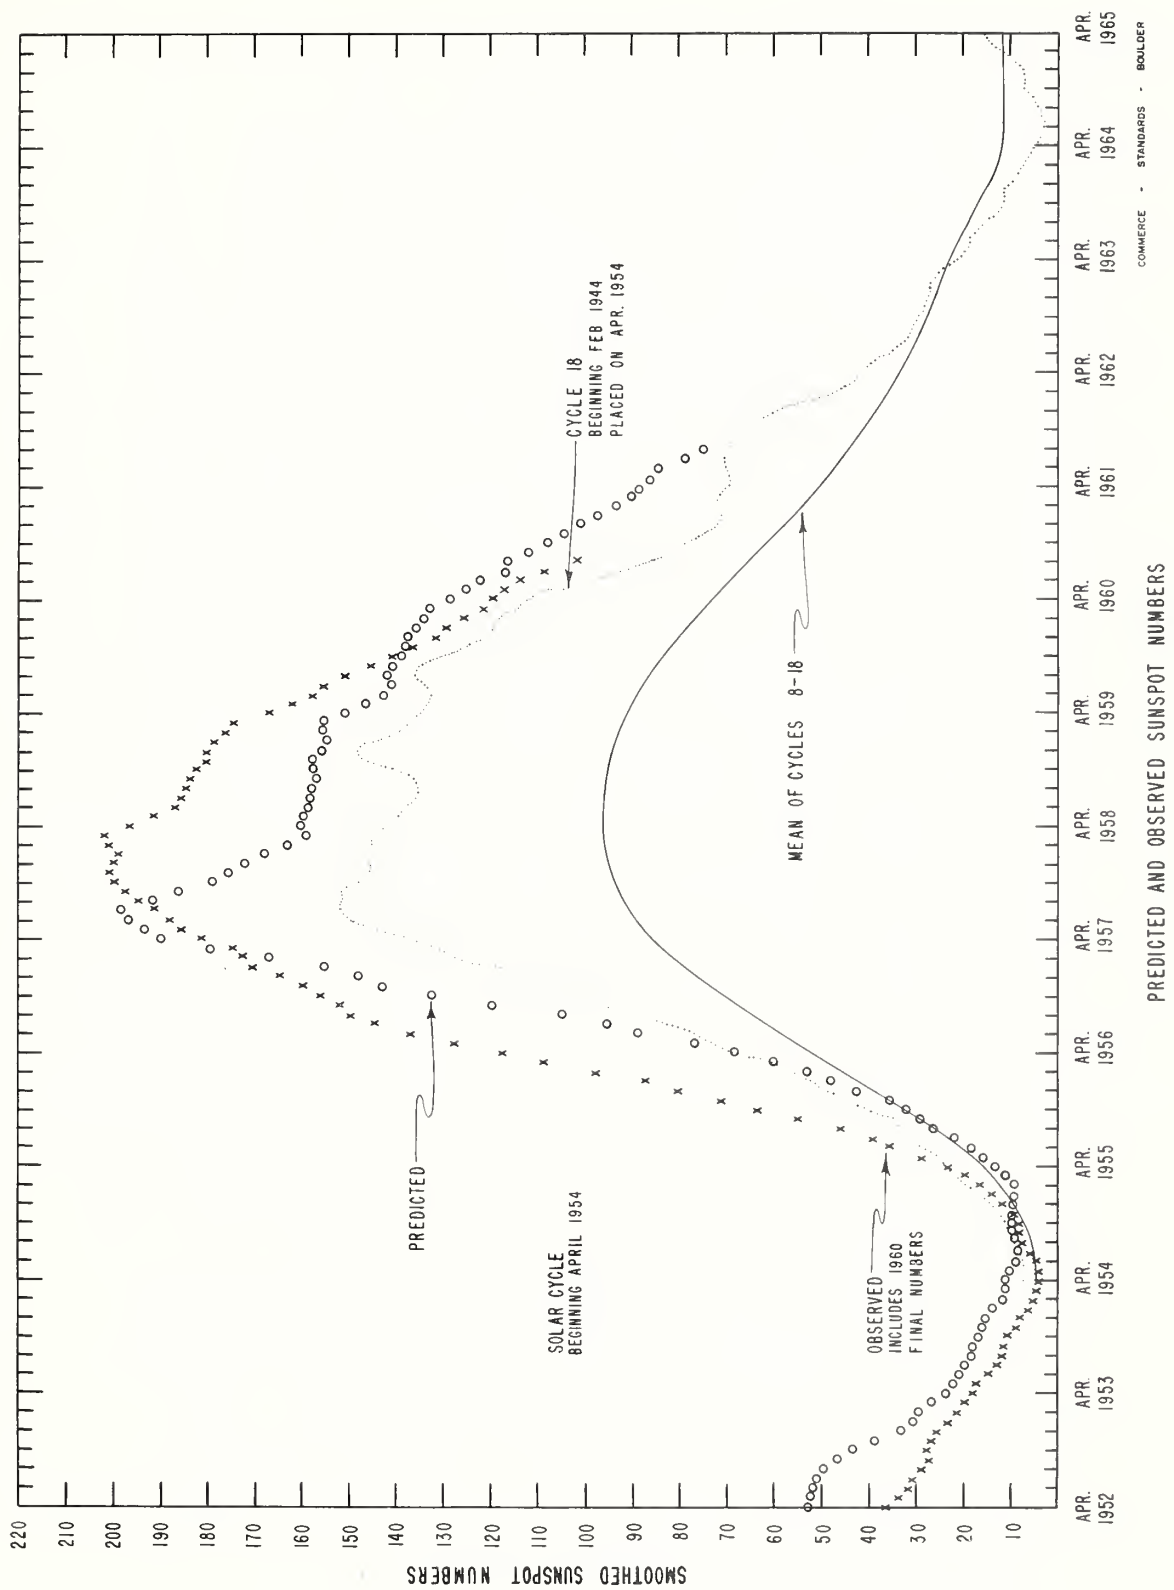 SMOOTHED SUNSPOT NUMBERS
220
210
200
190
180
170
160
150
140
130
120
110
100
90
80
70
60
50
40
30
20
10
PREDICTED
SOLAR CYCLE
BEGINNING APRIL 1954
OBSERVED
INCLUDES 1960
FINAL NUMBERS
MEAN OF CYCLES 8-18
CYCLE 18
BEGINNING FEB 1944
PLACED ON APR. 1954
APR.
1952
APR.
1953
APR.
1954
APR.
1955
APR.
1956
APR.
1957
APR.
1958
APR.
1959
APR.
1960
APR.
1961
APR.
1962
APR.
1963
APR.
1964
APR.
1965
COMMERCE - STANDARDS - BOULDER
PREDICTED AND OBSERVED SUNSPOT NUMBERS